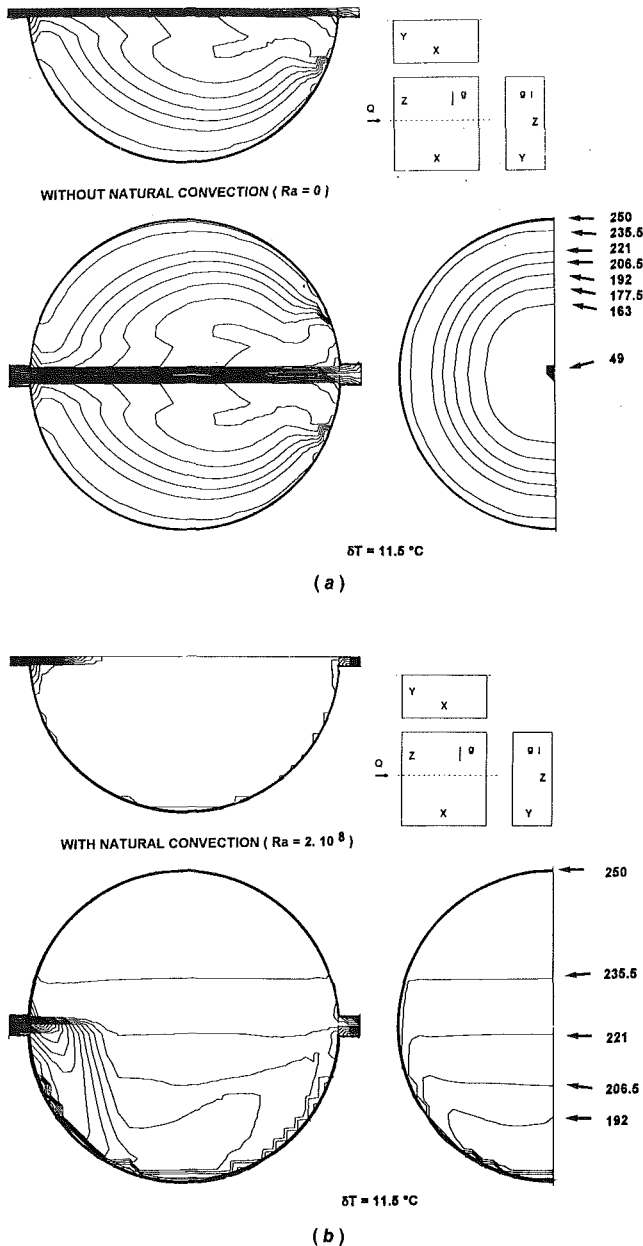 Y
X
Q
Z
g
X
g
Z
Y
WITHOUT NATURAL CONVECTION ( Ra = 0 )
250
235.5
221
206.5
192
177.5
163
49
δT = 11.5 °C
( a )
Y
X
Q
Z
g
X
g
Z
Y
WITH NATURAL CONVECTION ( Ra = 2. 10 8 )
250
235.5
221
206.5
192
δT = 11.5 °C
( b )